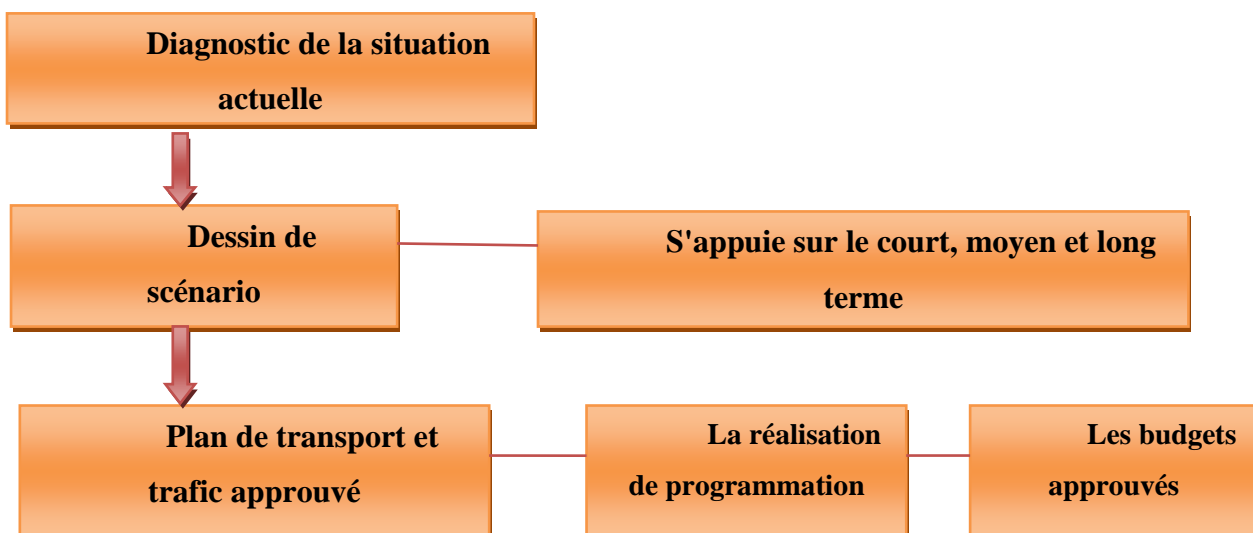 Diagnostic de la situation
actuelle
Dessin de
scénario
S'appuie sur le court, moyen et long
terme
Plan de transport et
trafic approuvé
La réalisation
de programmation
Les budgets
approuvés